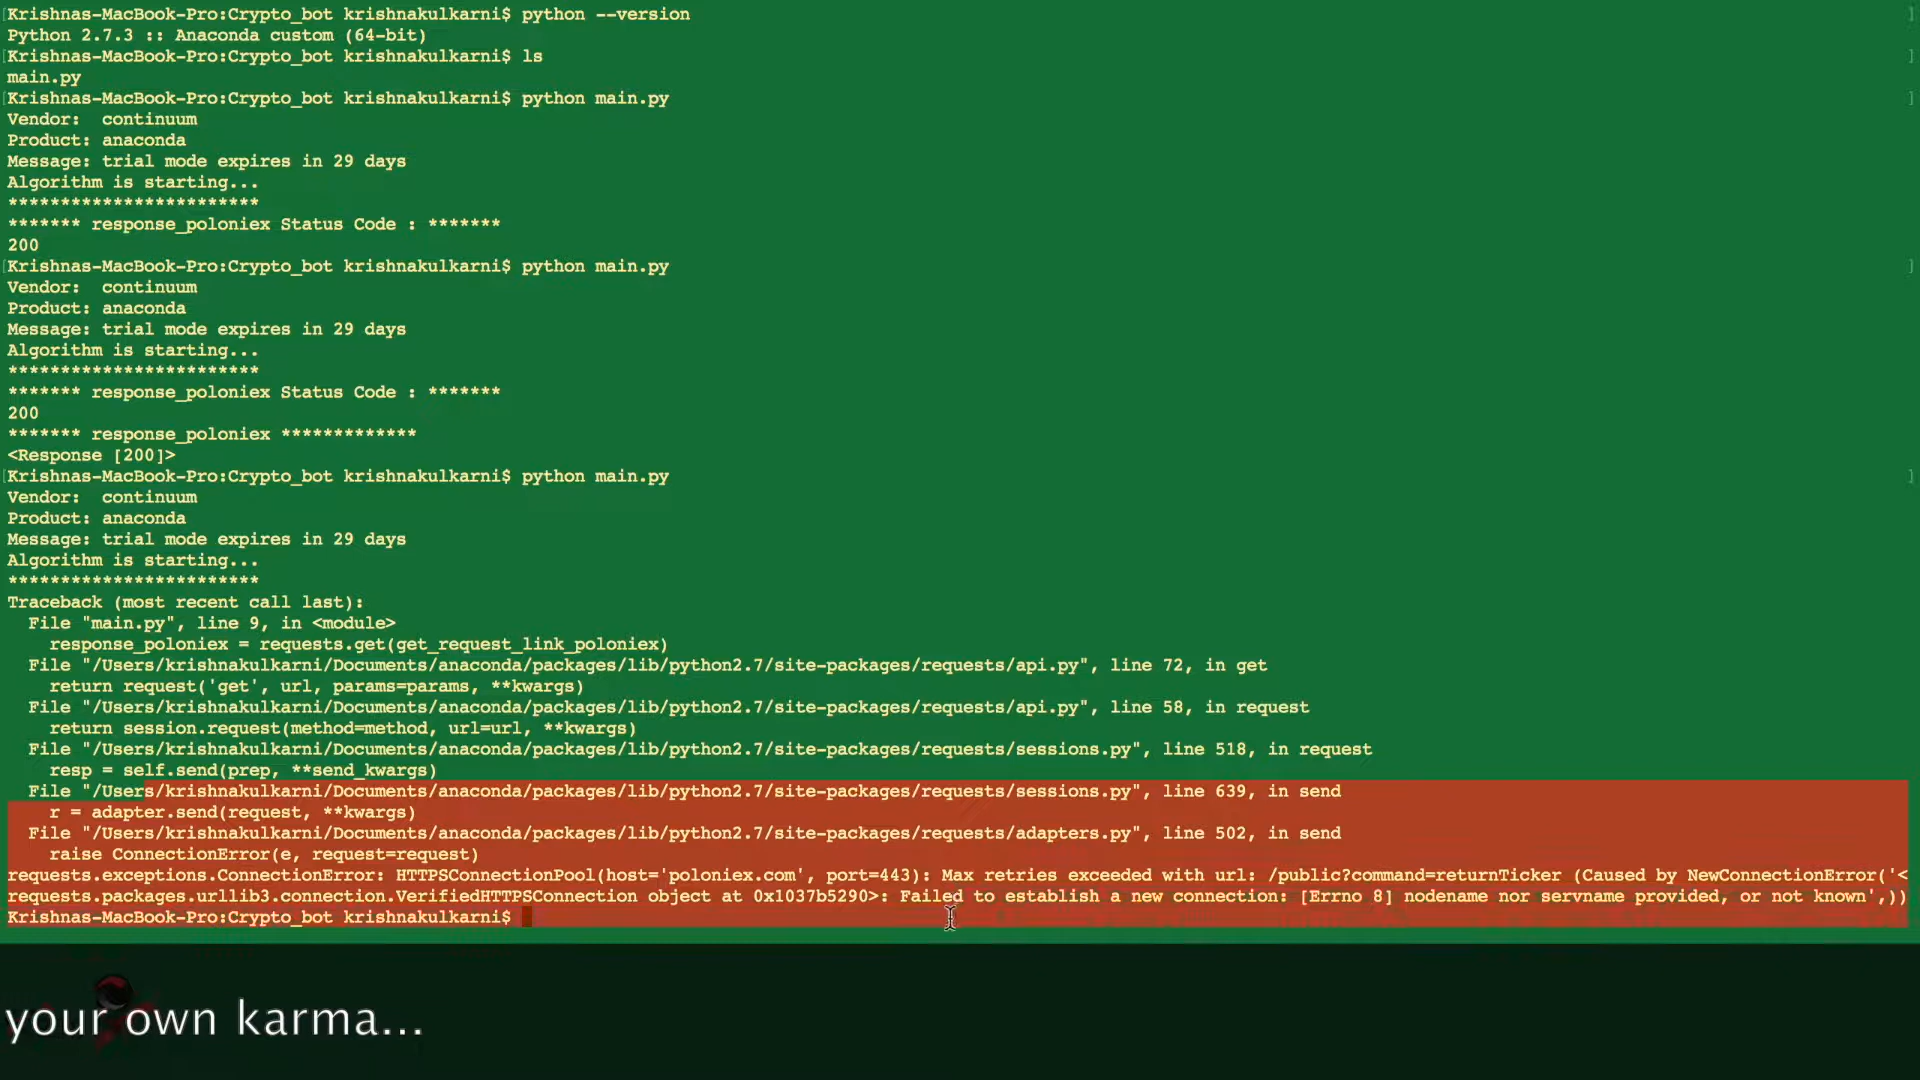 [Krishnas-MacBook-Pro:Crypto_bot krishnakulkarni$ python --version ]
Python 2.7.3 :: Anaconda custom (64-bit)
[Krishnas-MacBook-Pro:Crypto_bot krishnakulkarni$ ls ]
main.py
[Krishnas-MacBook-Pro:Crypto_bot krishnakulkarni$ python main.py ]
Vendor:  continuum
Product: anaconda
Message: trial mode expires in 29 days
Algorithm is starting...
************************
******* response_poloniex Status Code : *******
200
[Krishnas-MacBook-Pro:Crypto_bot krishnakulkarni$ python main.py ]
Vendor:  continuum
Product: anaconda
Message: trial mode expires in 29 days
Algorithm is starting...
************************
******* response_poloniex Status Code : *******
200
******* response_poloniex *************
<Response [200]>
[Krishnas-MacBook-Pro:Crypto_bot krishnakulkarni$ python main.py ]
Vendor:  continuum
Product: anaconda
Message: trial mode expires in 29 days
Algorithm is starting...
************************
Traceback (most recent call last):
  File "main.py", line 9, in <module>
    response_poloniex = requests.get(get_request_link_poloniex)
  File "/Users/krishnakulkarni/Documents/anaconda/packages/lib/python2.7/site-packages/requests/api.py", line 72, in get
    return request('get', url, params=params, **kwargs)
  File "/Users/krishnakulkarni/Documents/anaconda/packages/lib/python2.7/site-packages/requests/api.py", line 58, in request
    return session.request(method=method, url=url, **kwargs)
  File "/Users/krishnakulkarni/Documents/anaconda/packages/lib/python2.7/site-packages/requests/sessions.py", line 518, in request
    resp = self.send(prep, **send_kwargs)
  File "/Users/krishnakulkarni/Documents/anaconda/packages/lib/python2.7/site-packages/requests/sessions.py", line 639, in send
    r = adapter.send(request, **kwargs)
  File "/Users/krishnakulkarni/Documents/anaconda/packages/lib/python2.7/site-packages/requests/adapters.py", line 502, in send
    raise ConnectionError(e, request=request)
requests.exceptions.ConnectionError: HTTPSConnectionPool(host='poloniex.com', port=443): Max retries exceeded with url: /public?command=returnTicker (Caused by NewConnectionError('<
requests.packages.urllib3.connection.VerifiedHTTPSConnection object at 0x1037b5290>: Failed to establish a new connection: [Errno 8] nodename nor servname provided, or not known',))
Krishnas-MacBook-Pro:Crypto_bot krishnakulkarni$
your own karma...